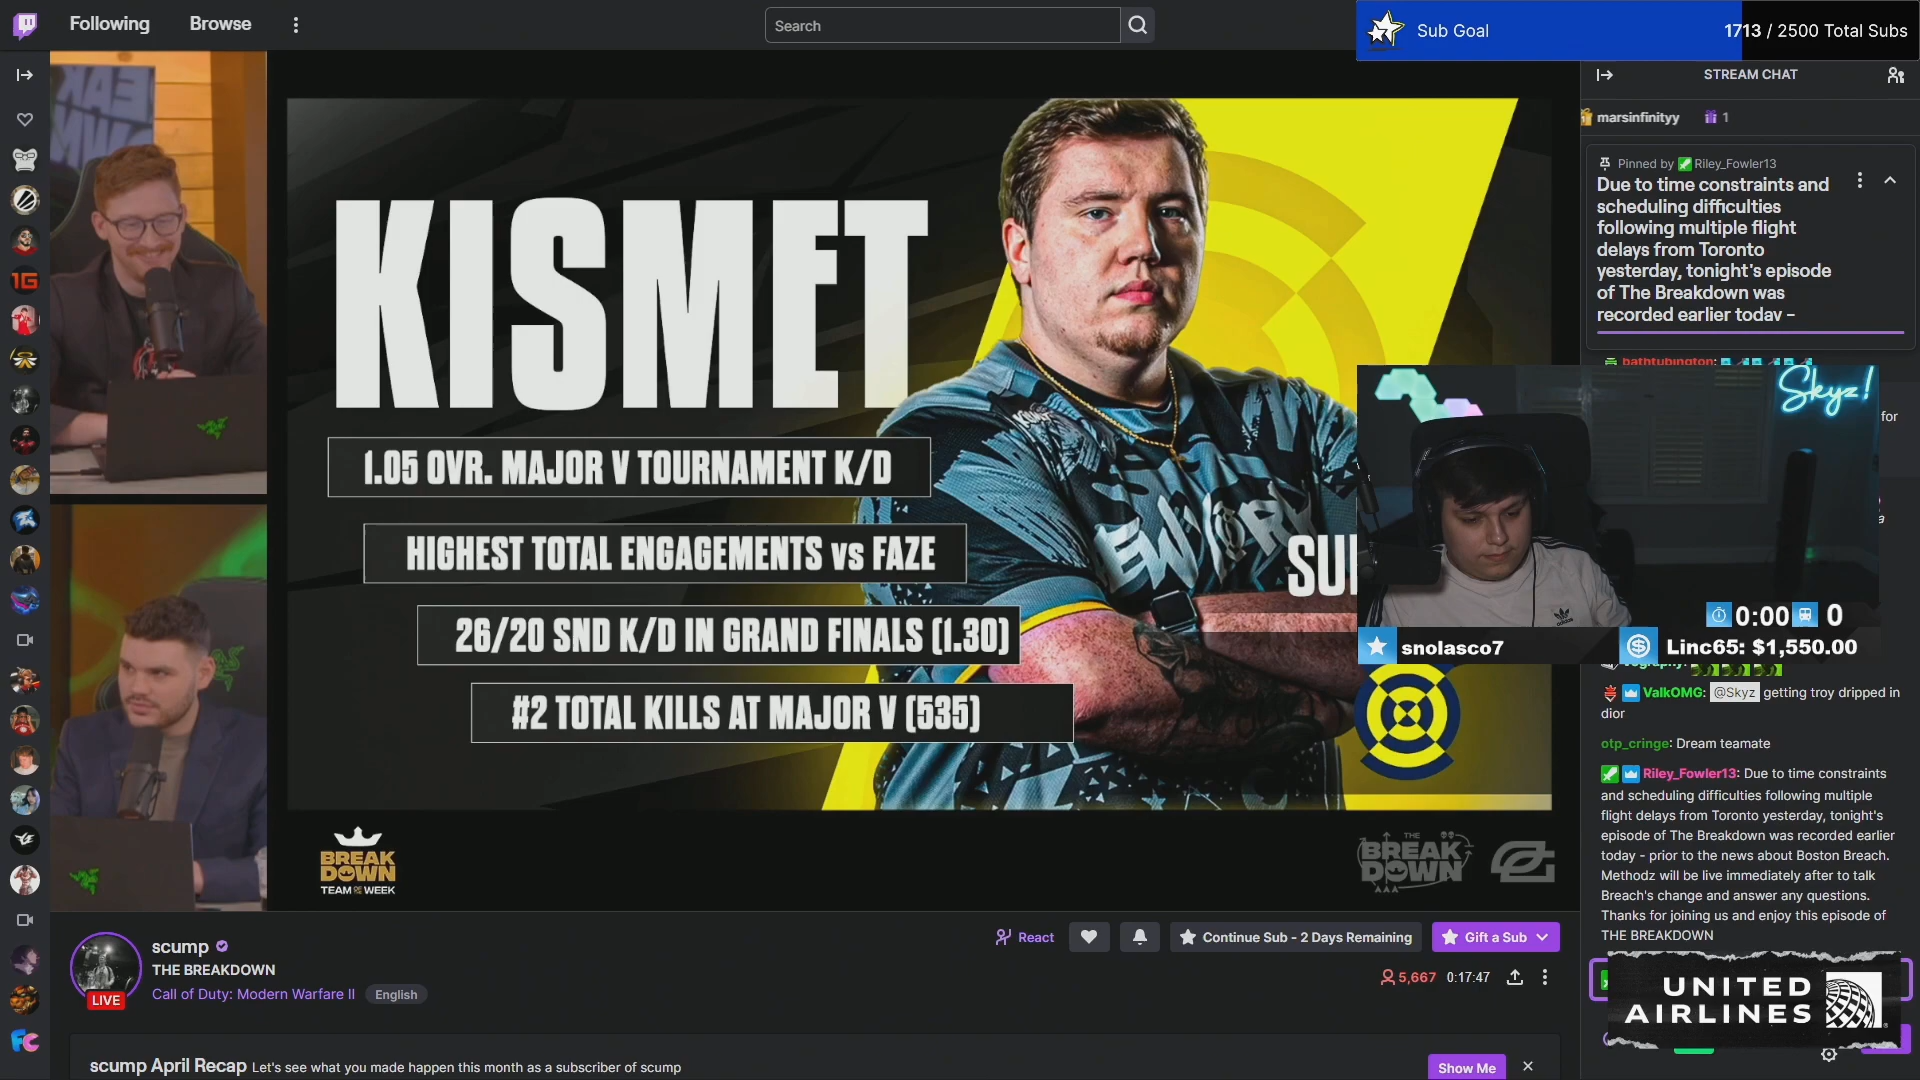 Following
Browse
Search
Sub Goal
1713 / 2500 Total Subs
STREAM CHAT
marsinfinityy
1
Pinned by Riley_Fowler13
Due to time constraints and
scheduling difficulties
following multiple flight
delays from Toronto
yesterday, tonight's episode
of The Breakdown was
recorded earlier today -
bathtubington:
for
KISMET
1.05 OVR. MAJOR V TOURNAMENT K/D
HIGHEST TOTAL ENGAGEMENTS vs FAZE
26/20 SND K/D IN GRAND FINALS (1.30)
#2 TOTAL KILLS AT MAJOR V (535)
SU
Skyz!
0:00
0
snolasco7
Linc65: $1,550.00
ValkOMG: @Skyz getting troy dripped in
dior
otp_cringe: Dream teamate
Riley_Fowler13: Due to time constraints
and scheduling difficulties following multiple
flight delays from Toronto yesterday, tonight's
episode of The Breakdown was recorded earlier
today - prior to the news about Boston Breach.
Methodz will be live immediately after to talk
Breach's change and answer any questions.
Thanks for joining us and enjoy this episode of
THE BREAKDOWN
BREAK
DOWN
TEAM OF THE WEEK
THE
BREAK
DOWN
UNITED
AIRLINES
scump
THE BREAKDOWN
Call of Duty: Modern Warfare II
English
LIVE
React
Continue Sub - 2 Days Remaining
Gift a Sub
5,667
0:17:47
scump April Recap Let's see what you made happen this month as a subscriber of scump
Show Me